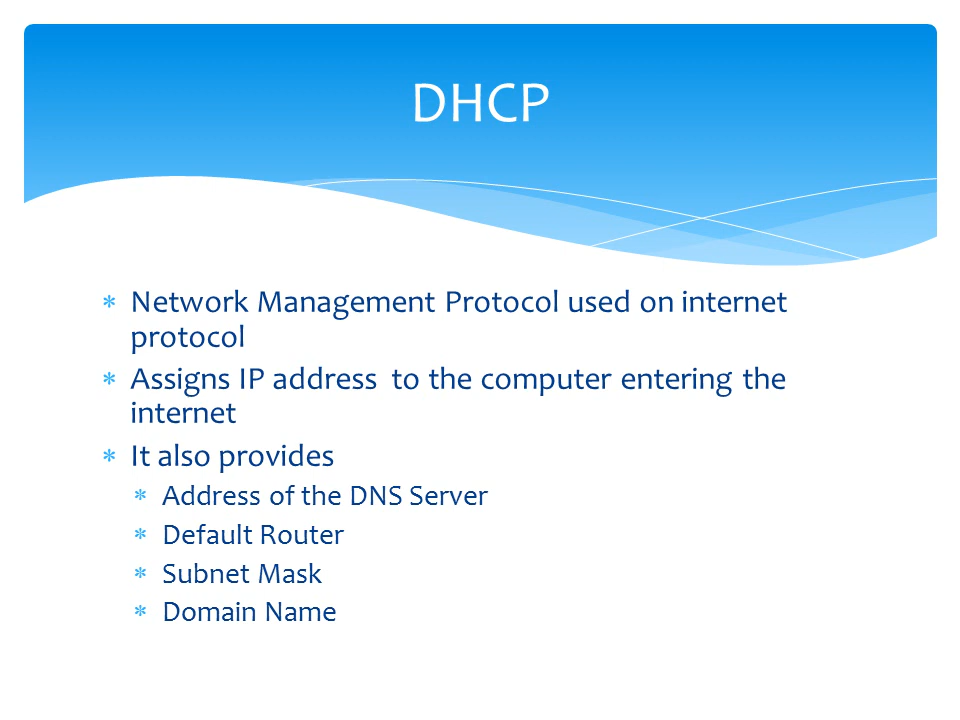 DHCP
* Network Management Protocol used on internet
protocol
* Assigns IP address to the computer entering the
internet
* It also provides
* Address of the DNS Server
* Default Router
* Subnet Mask
* Domain Name